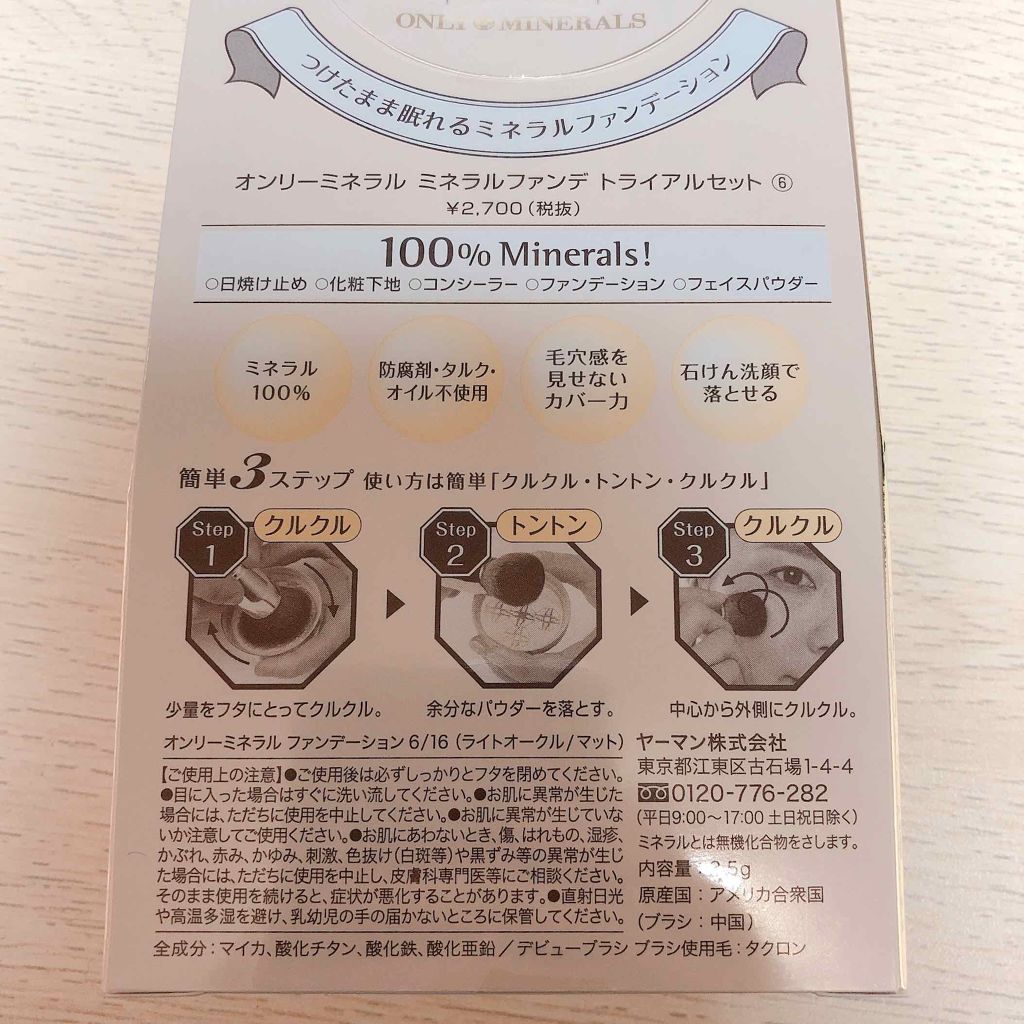 ONLY MINERALS
つけたまま眠れるミネラルファンデーション
オンリーミネラル ミネラルファンデ トライアルセット ⑥
¥2,700(税抜)
100% Minerals!
○日焼け止め ○化粧下地 ○コンシーラー ○ファンデーション ○フェイスパウダー
ミネラル
100%
防腐剤・タルク・
オイル不使用
毛穴感を
見せない
カバー力
石けん洗顔で
落とせる
簡単3ステップ 使い方は簡単「クルクル・トントン・クルクル」
Step
1
クルクル
Step
2
トントン
Step
3
クルクル
少量をフタにとってクルクル。
余分なパウダーを落とす。
中心から外側にクルクル。
オンリーミネラル ファンデーション 6/16 (ライトオークル/マット)
【ご使用上の注意】●ご使用後は必ずしっかりとフタを閉めてください。
●目に入った場合はすぐに洗い流してください。●お肌に異常が生じた
場合には、ただちに使用を中止してください。●お肌に異常が生じていな
いか注意してご使用ください。●お肌にあわないとき、傷、はれもの、湿疹、
かぶれ、赤み、かゆみ、刺激、色抜け(白斑等)や黒ずみ等の異常が生じ
た場合には、ただちに使用を中止し、皮膚科専門医等にご相談ください。
そのまま使用を続けると、症状が悪化することがあります。●直射日光
や高温多湿を避け、乳幼児の手の届かないところに保管してください。
ヤーマン株式会社
東京都江東区古石場1-4-4
0120-776-282
(平日9:00〜17:00 土日祝日除く)
ミネラルとは無機化合物をさします。
内容量 .5g
原産国：アメリカ合衆国
(ブラシ：中国)
全成分：マイカ、酸化チタン、酸化鉄、酸化亜鉛／デビューブラシ ブラシ使用毛：タクロン